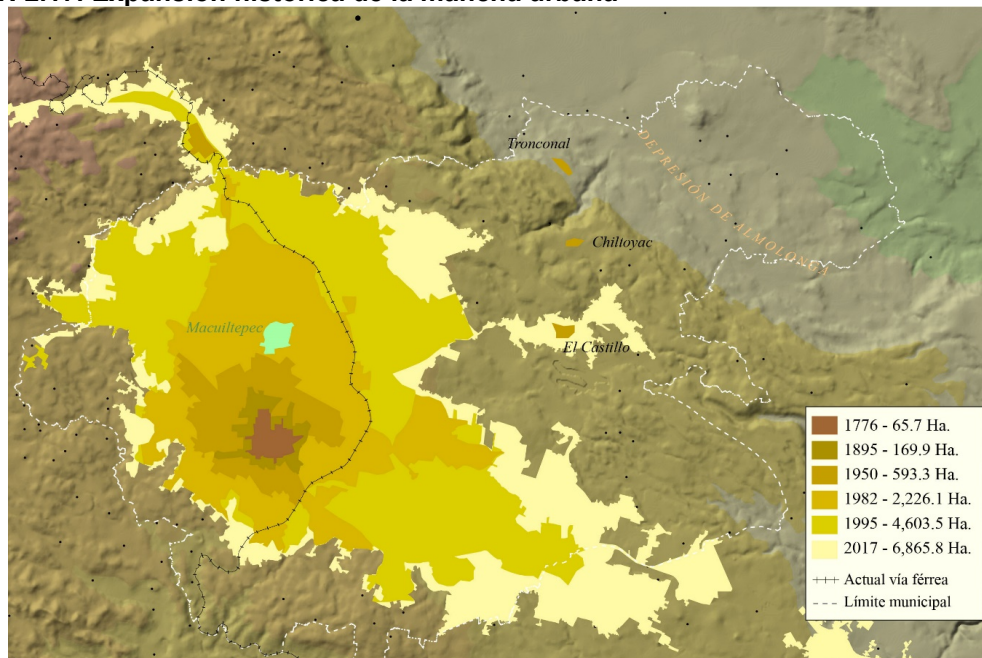 Expansión histórica de la mancha urbana
Tronconal
DEPRESIÓN DE ALMOLONGA
Chiltoyac
Macuiltepec
El Castillo
1776 - 65.7 Ha.
1895 - 169.9 Ha.
1950 - 593.3 Ha.
1982 - 2,226.1 Ha.
1995 - 4,603.5 Ha.
2017 - 6,865.8 Ha.
Actual vía férrea
Límite municipal